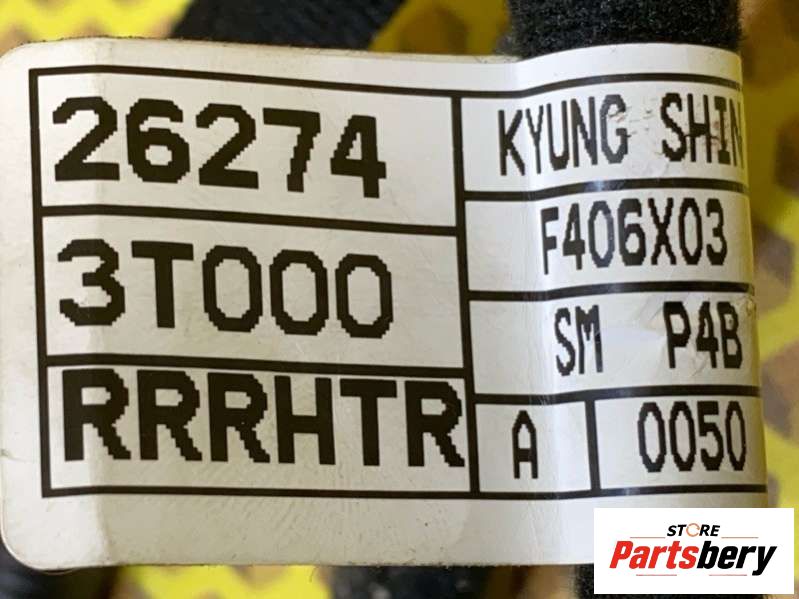 26274
3T000
RRRHTR
KYUNG SHIN
F406X03
SM P4B
A 0050
STORE
Partsbery